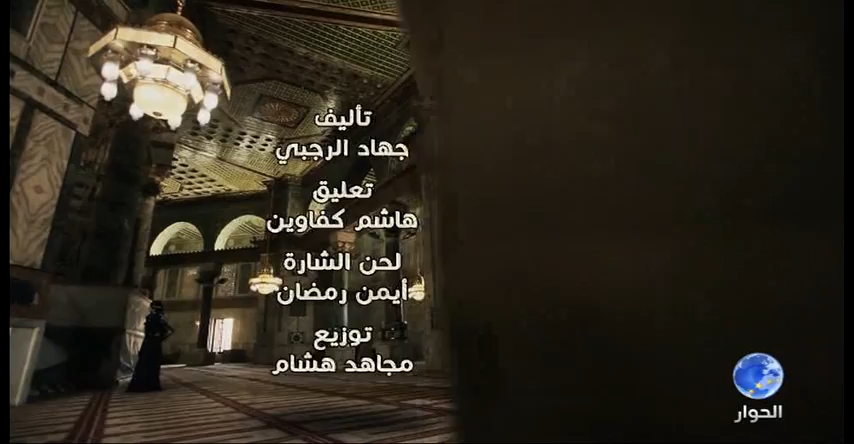 تأليف
جهاد الرجبي
تعليق
هاشم كفاوين
لحن الشارة
أيمن رمضان
توزيع
مجاهد هشام
الحوار